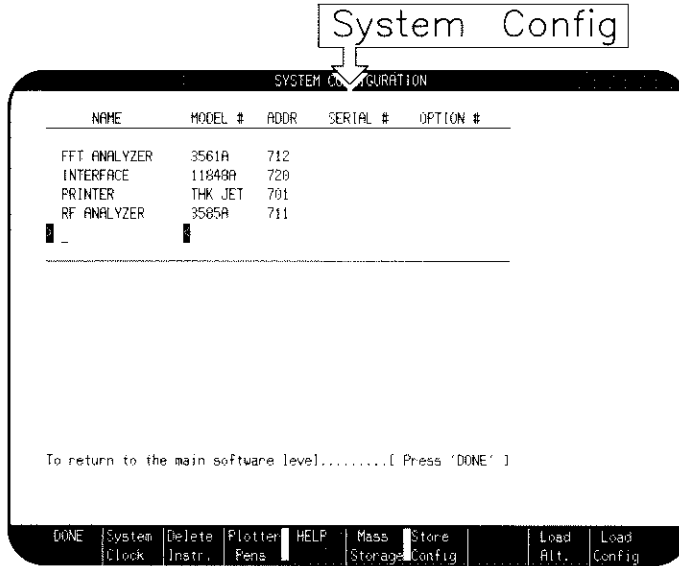 System Config
SYSTEM CONFIGURATION
NAME MODEL # ADDR SERIAL # OPTION #
FFT ANALYZER 3561A 712
INTERFACE 11848A 720
PRINTER THK JET 701
RF ANALYZER 3585A 711
> _ <
To return to the main software level.........[ Press 'DONE' ]
DONE System Delete Plotter HELP Mass Store Load Load
Clock Instr. Pens Storage Config Alt. Config